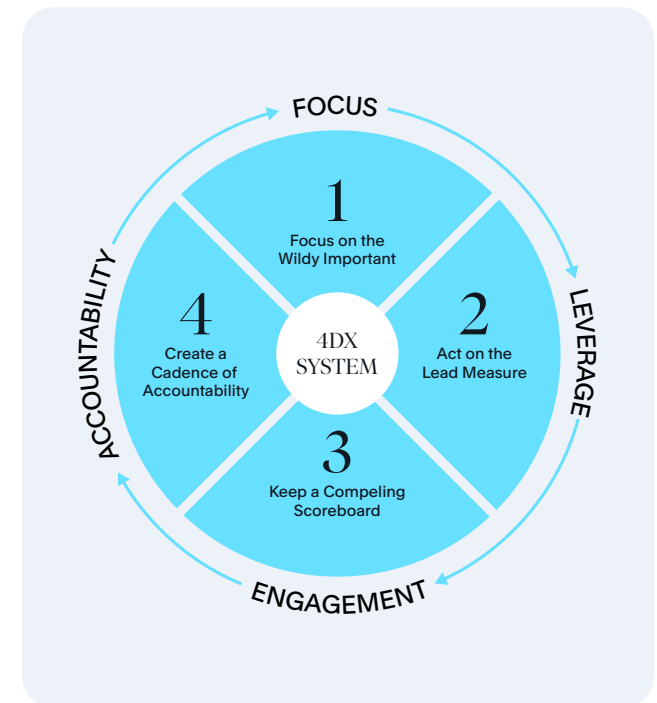 FOCUS
1
Focus on the
Wildy Important
LEVERAGE
2
Act on the
Lead Measure
4DX
SYSTEM
3
Keep a Compeling
Scoreboard
ENGAGEMENT
4
Create a
Cadence of
Accountability
ACCOUNTABILITY